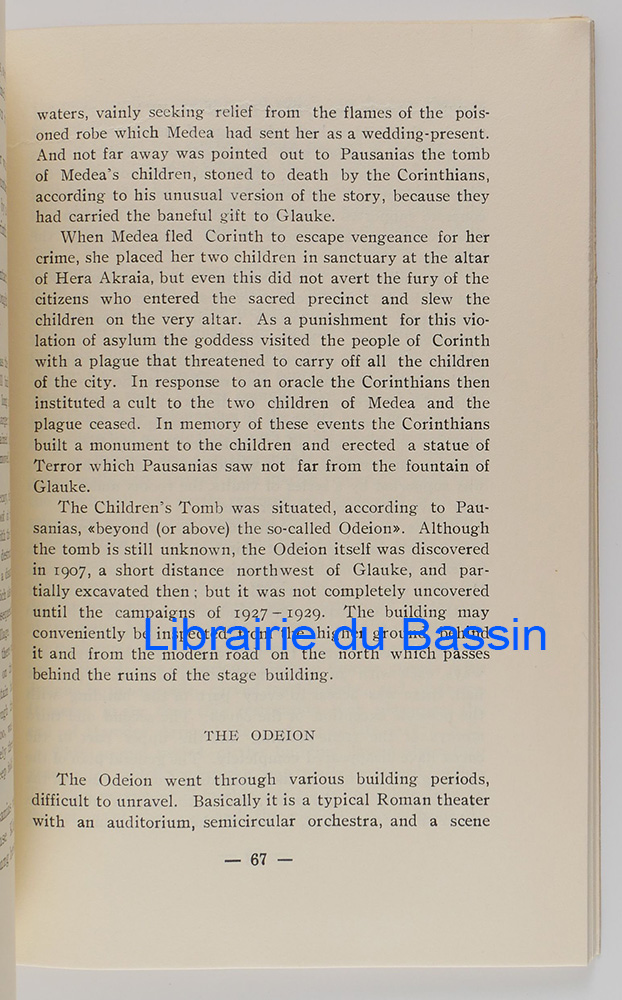 waters, vainly seeking relief from the flames of the pois-
oned robe which Medea had sent her as a wedding-present.
And not far away was pointed out to Pausanias the tomb
of Medea's children, stoned to death by the Corinthians,
according to his unusual version of the story, because they
had carried the baneful gift to Glauke.
When Medea fled Corinth to escape vengeance for her
crime, she placed her two children in sanctuary at the altar
of Hera Akraia, but even this did not avert the fury of the
citizens who entered the sacred precinct and slew the
children on the very altar. As a punishment for this vio-
lation of asylum the goddess visited the people of Corinth
with a plague that threatened to carry off all the children
of the city. In response to an oracle the Corinthians then
instituted a cult to the two children of Medea and the
plague ceased. In memory of these events the Corinthians
built a monument to the children and erected a statue of
Terror which Pausanias saw not far from the fountain of
Glauke.
The Children's Tomb was situated, according to Pau-
sanias, «beyond (or above) the so-called Odeion». Although
the tomb is still unknown, the Odeion itself was discovered
in 1907, a short distance northwest of Glauke, and par-
tially excavated then ; but it was not completely uncovered
until the campaigns of 1927 – 1929. The building may
conveniently be inspected from the higher ground behind
Librairie du Bassin
it and from the modern road on the north which passes
behind the ruins of the stage building.
THE ODEION
The Odeion went through various building periods,
difficult to unravel. Basically it is a typical Roman theater
with an auditorium, semicircular orchestra, and a scene
— 67 —